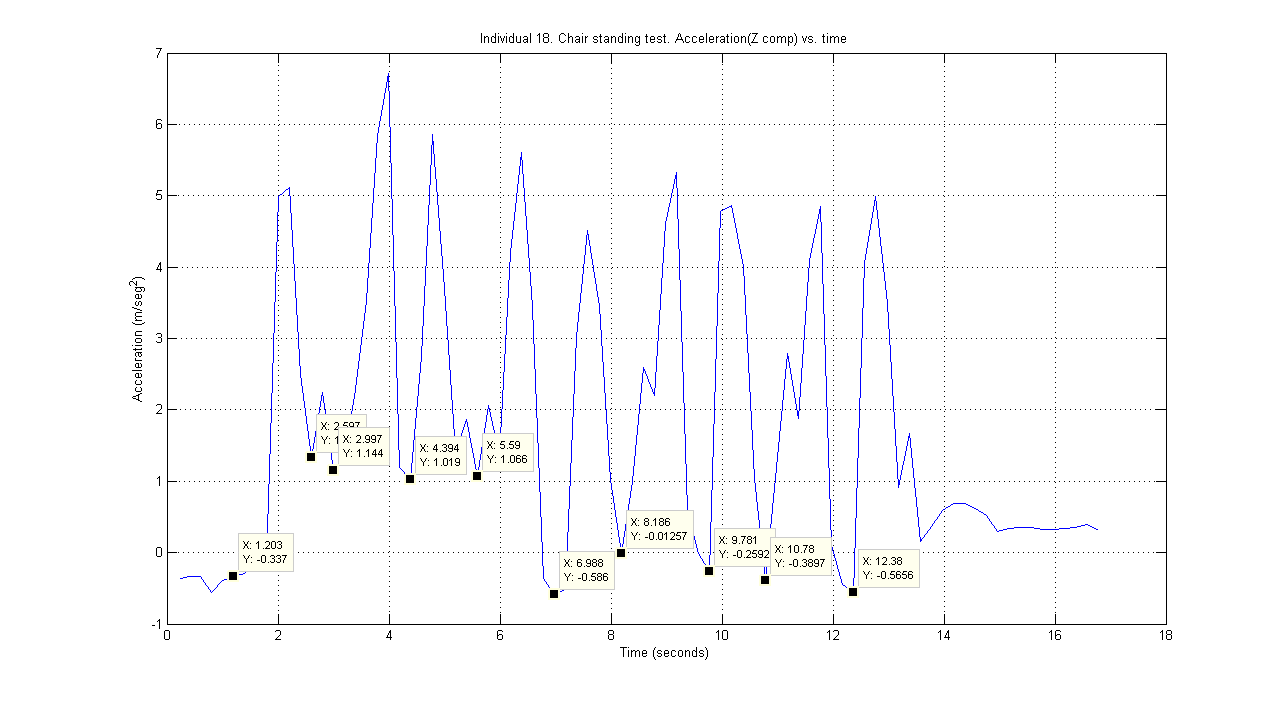 Individual 18. Chair standing test. Acceleration(Z comp) vs. time
7
6
5
4
3
2
1
0
-1
Acceleration (m/seg²)
X: 2.597
Y: 1
X: 2.997
Y: 1.144
X: 4.394
Y: 1.019
X: 5.59
Y: 1.066
X: 1.203
Y: -0.337
X: 6.988
Y: -0.586
X: 8.186
Y: -0.01257
X: 9.781
Y: -0.2592
X: 10.78
Y: -0.3897
X: 12.38
Y: -0.5656
0 2 4 6 8 10 12 14 16 18
Time (seconds)